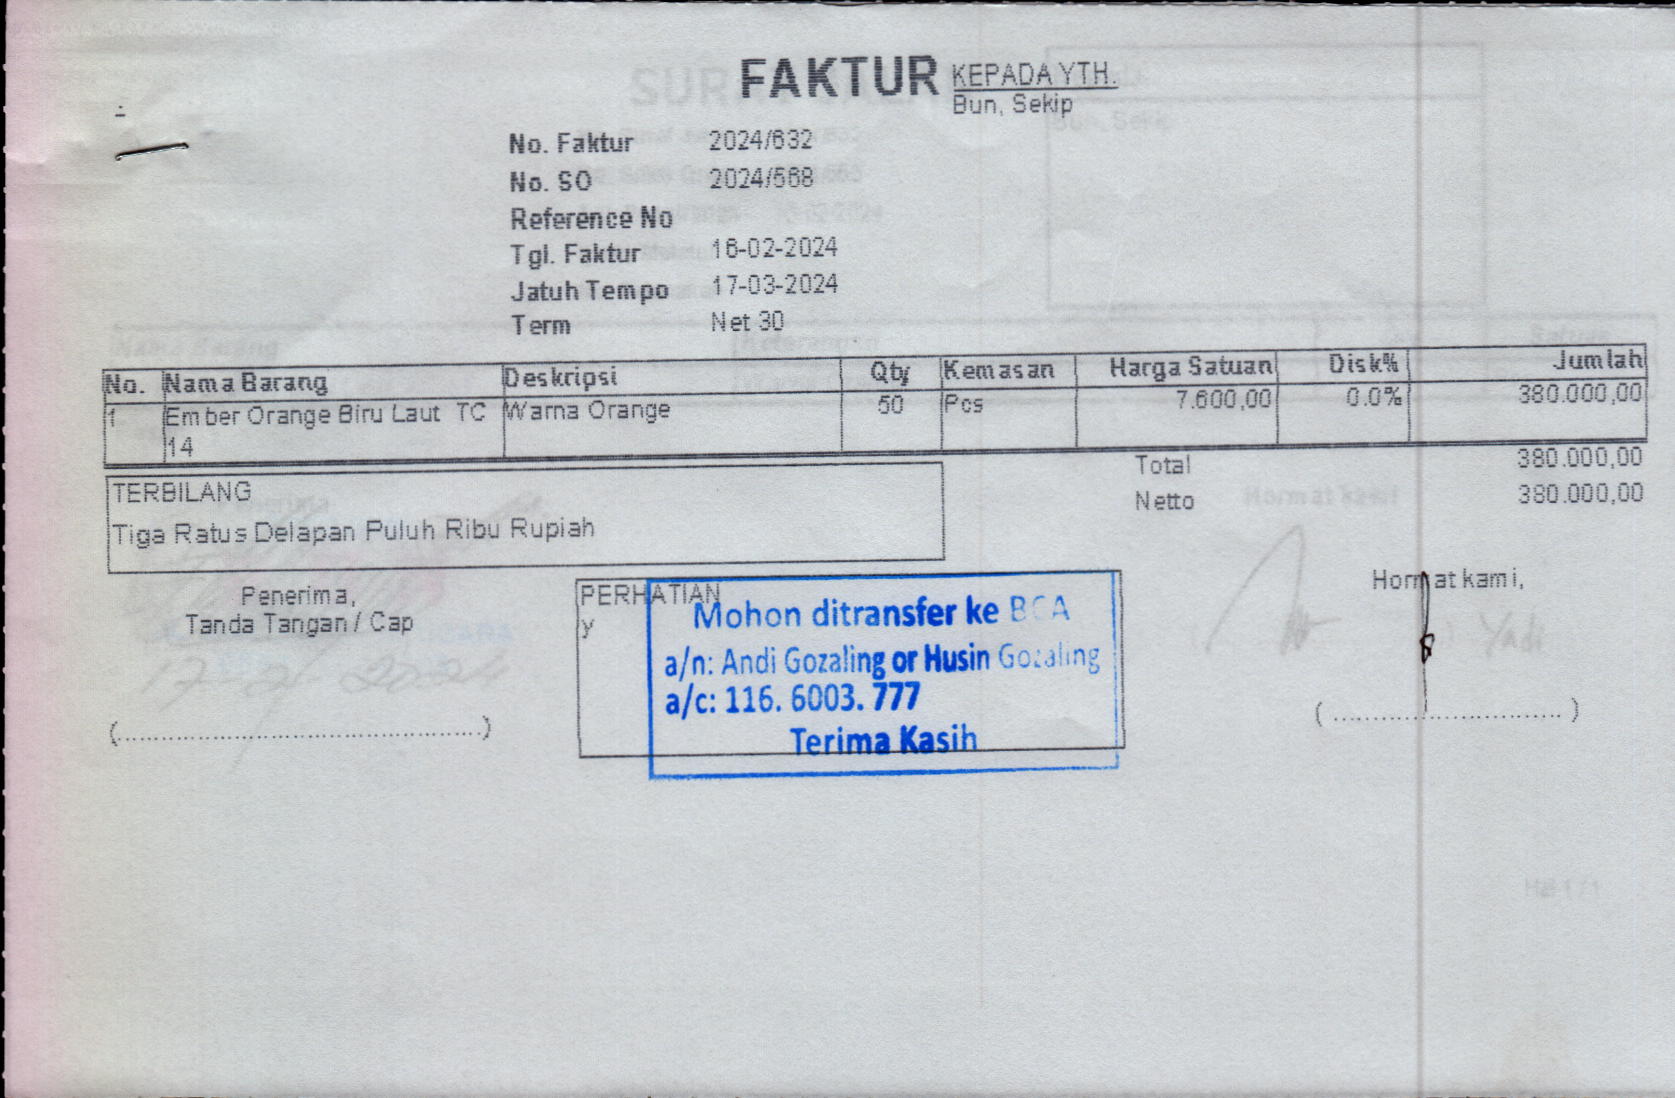 FAKTUR
KEPADA YTH.
Bun, Sekip
No. Faktur 2024/632
No. SO 2024/568
Reference No
Tgl. Faktur 16-02-2024
Jatuh Tempo 17-03-2024
Term Net 30
No. Nama Barang Deskripsi Qty Kemasan Harga Satuan Disk% Jumlah
1 Ember Orange Biru Laut TC Warna Orange 50 Pcs 7.600,00 0.0% 380.000,00
14
Total 380.000,00
Netto 380.000,00
TERBILANG
Tiga Ratus Delapan Puluh Ribu Rupiah
Penerima,
Tanda Tangan / Cap
(............................................)
PERHATIAN
y
Mohon ditransfer ke BCA
a/n: Andi Gozaling or Husin Gozaling
a/c: 116. 6003. 777
Terima Kasih
Hormat kami,
Yadi
17-2/ 2024
(............................)